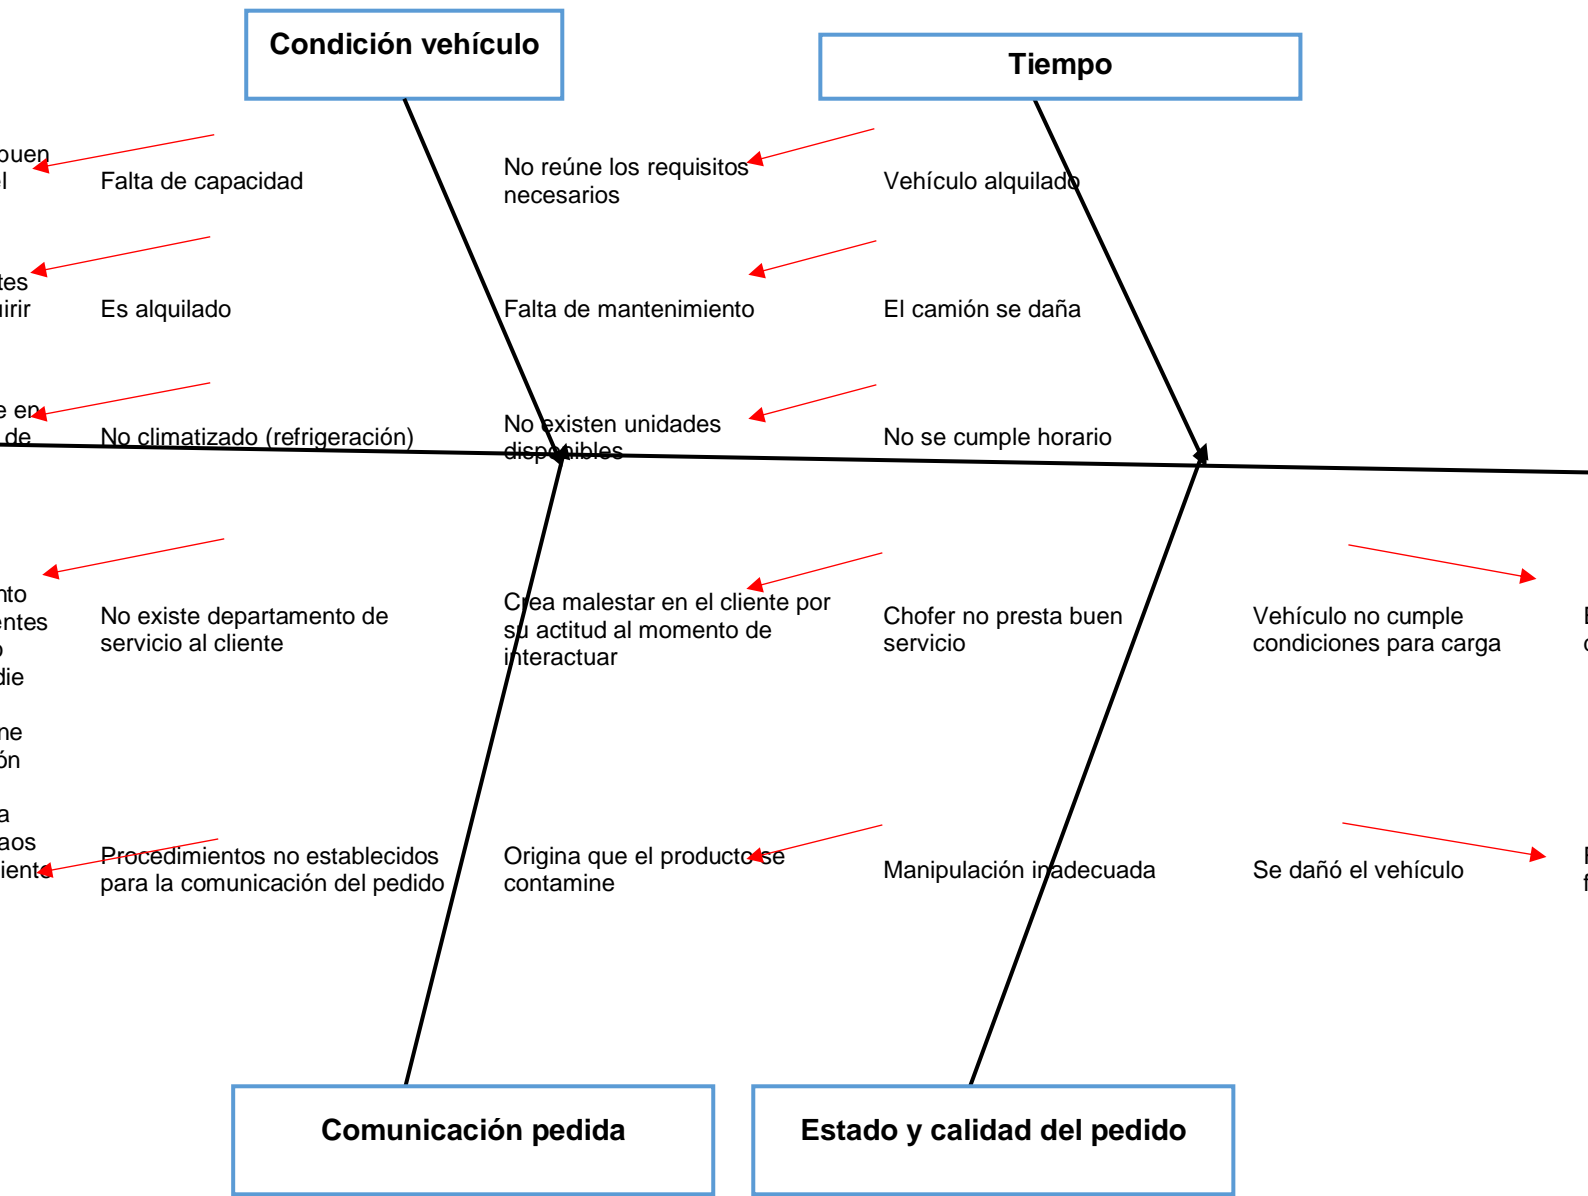 Condición vehículo
Tiempo
Falta de capacidad
No reúne los requisitos
necesarios
Vehículo alquilado
Es alquilado
Falta de mantenimiento
El camión se daña
de
No climatizado (refrigeración)
No existen unidades
disponibles
No se cumple horario
No existe departamento de
servicio al cliente
Crea malestar en el cliente por
su actitud al momento de
interactuar
Chofer no presta buen
servicio
Vehículo no cumple
condiciones para carga
Procedimientos no establecidos
para la comunicación del pedido
Origina que el producto se
contamine
Manipulación inadecuada
Se dañó el vehículo
Comunicación pedida
Estado y calidad del pedido